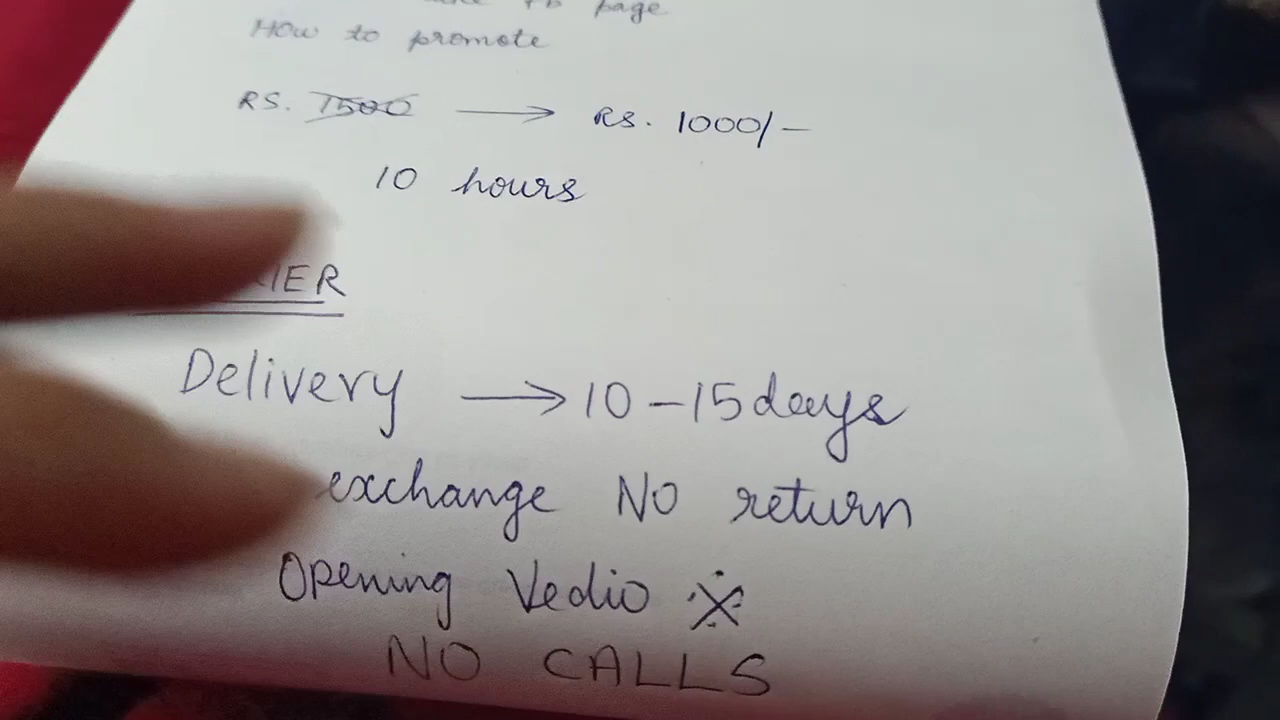 page
How to promote
RS. 1500 → RS. 1000/-
10 hours
Delivery → 10-15 days
exchange NO return
Opening Vedio ※
NO CALLS